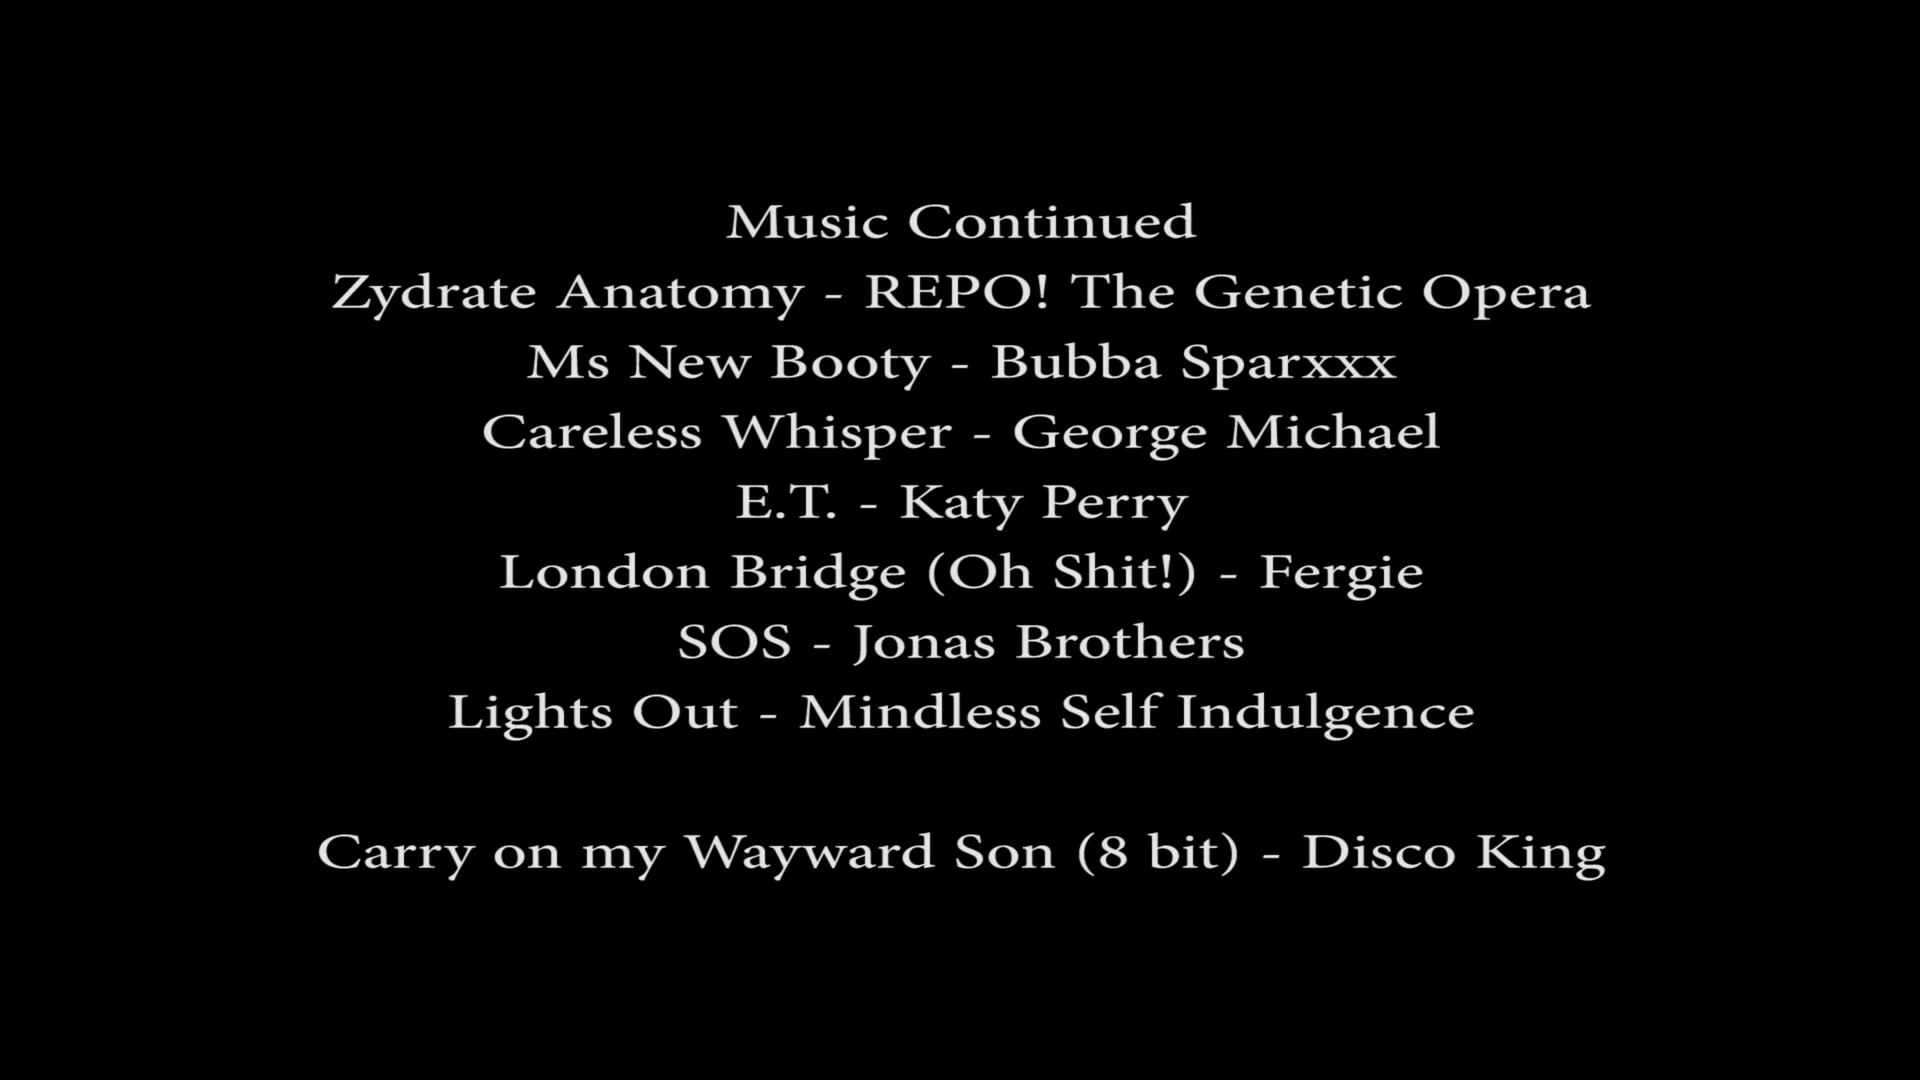 Music Continued
Zydrate Anatomy - REPO! The Genetic Opera
Ms New Booty - Bubba Sparxxx
Careless Whisper - George Michael
E.T. - Katy Perry
London Bridge (Oh Shit!) - Fergie
SOS - Jonas Brothers
Lights Out - Mindless Self Indulgence
Carry on my Wayward Son (8 bit) - Disco King